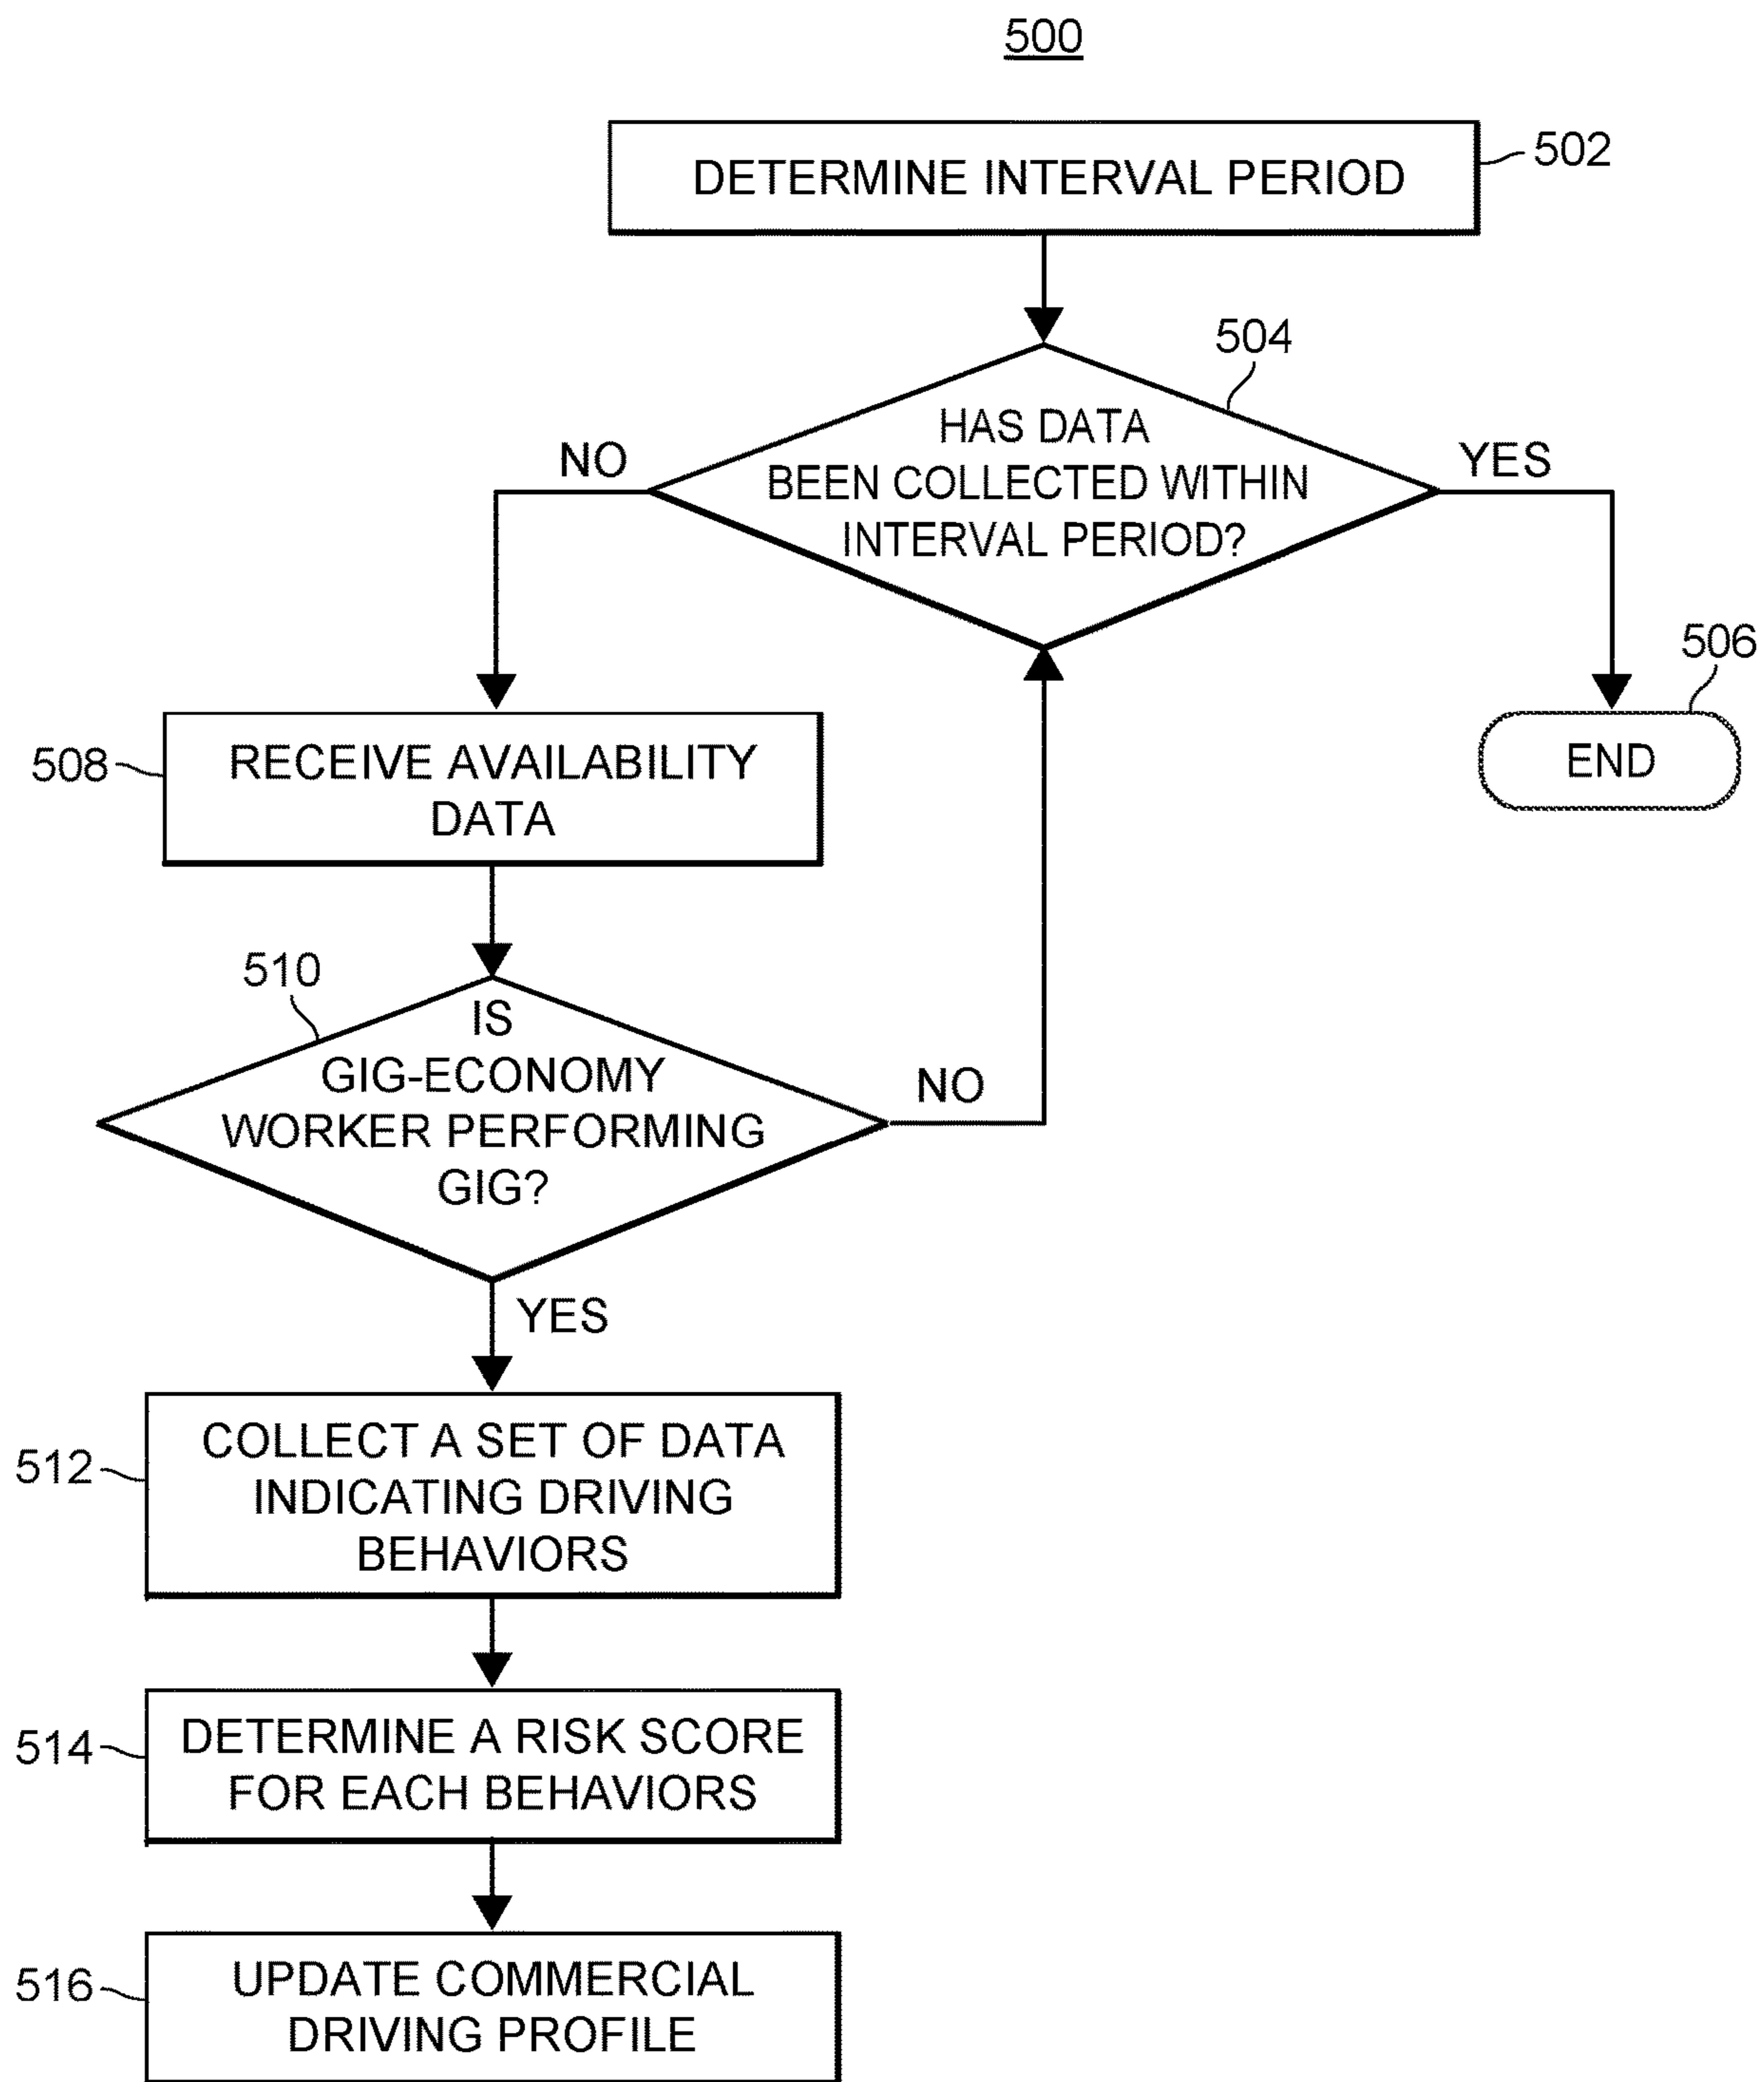 500
DETERMINE INTERVAL PERIOD
502
504
HAS DATA
BEEN COLLECTED WITHIN
INTERVAL PERIOD?
NO
YES
506
END
508
RECEIVE AVAILABILITY
DATA
510
IS
GIG-ECONOMY
WORKER PERFORMING
GIG?
NO
YES
512
COLLECT A SET OF DATA
INDICATING DRIVING
BEHAVIORS
514
DETERMINE A RISK SCORE
FOR EACH BEHAVIORS
516
UPDATE COMMERCIAL
DRIVING PROFILE